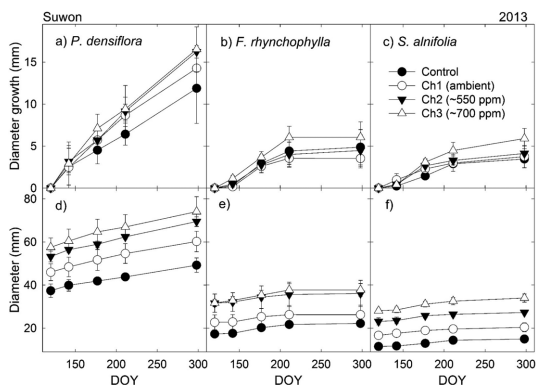 Suwon 2013
a) P. densiflora b) F. rhynchophylla c) S. alnifolia
Control
Ch1 (ambient)
Ch2 (~550 ppm)
Ch3 (~700 ppm)
Diameter growth (mm)
15
10
5
0
d) e) f)
Diameter (mm)
80
60
40
20
150 200 250 300 150 200 250 300 150 200 250 300
DOY DOY DOY